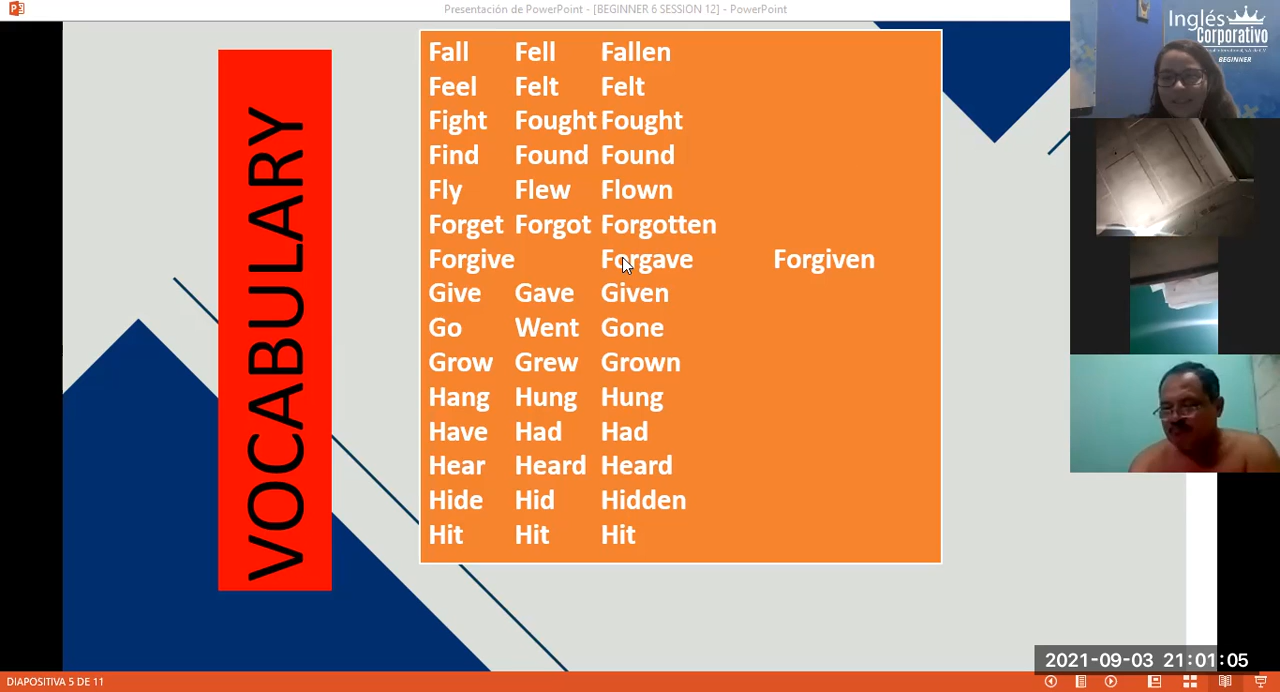 Presentación de PowerPoint - [BEGINNER 6 SESSION 12] - PowerPoint
Inglés
Corporativo
BEGINNER
VOCABULARY
Fall Fell Fallen
Feel Felt Felt
Fight Fought Fought
Find Found Found
Fly Flew Flown
Forget Forgot Forgotten
Forgive Forgave Forgiven
Give Gave Given
Go Went Gone
Grow Grew Grown
Hang Hung Hung
Have Had Had
Hear Heard Heard
Hide Hid Hidden
Hit Hit Hit
2021-09-03 21:01:05
DIAPOSITIVA 5 DE 11